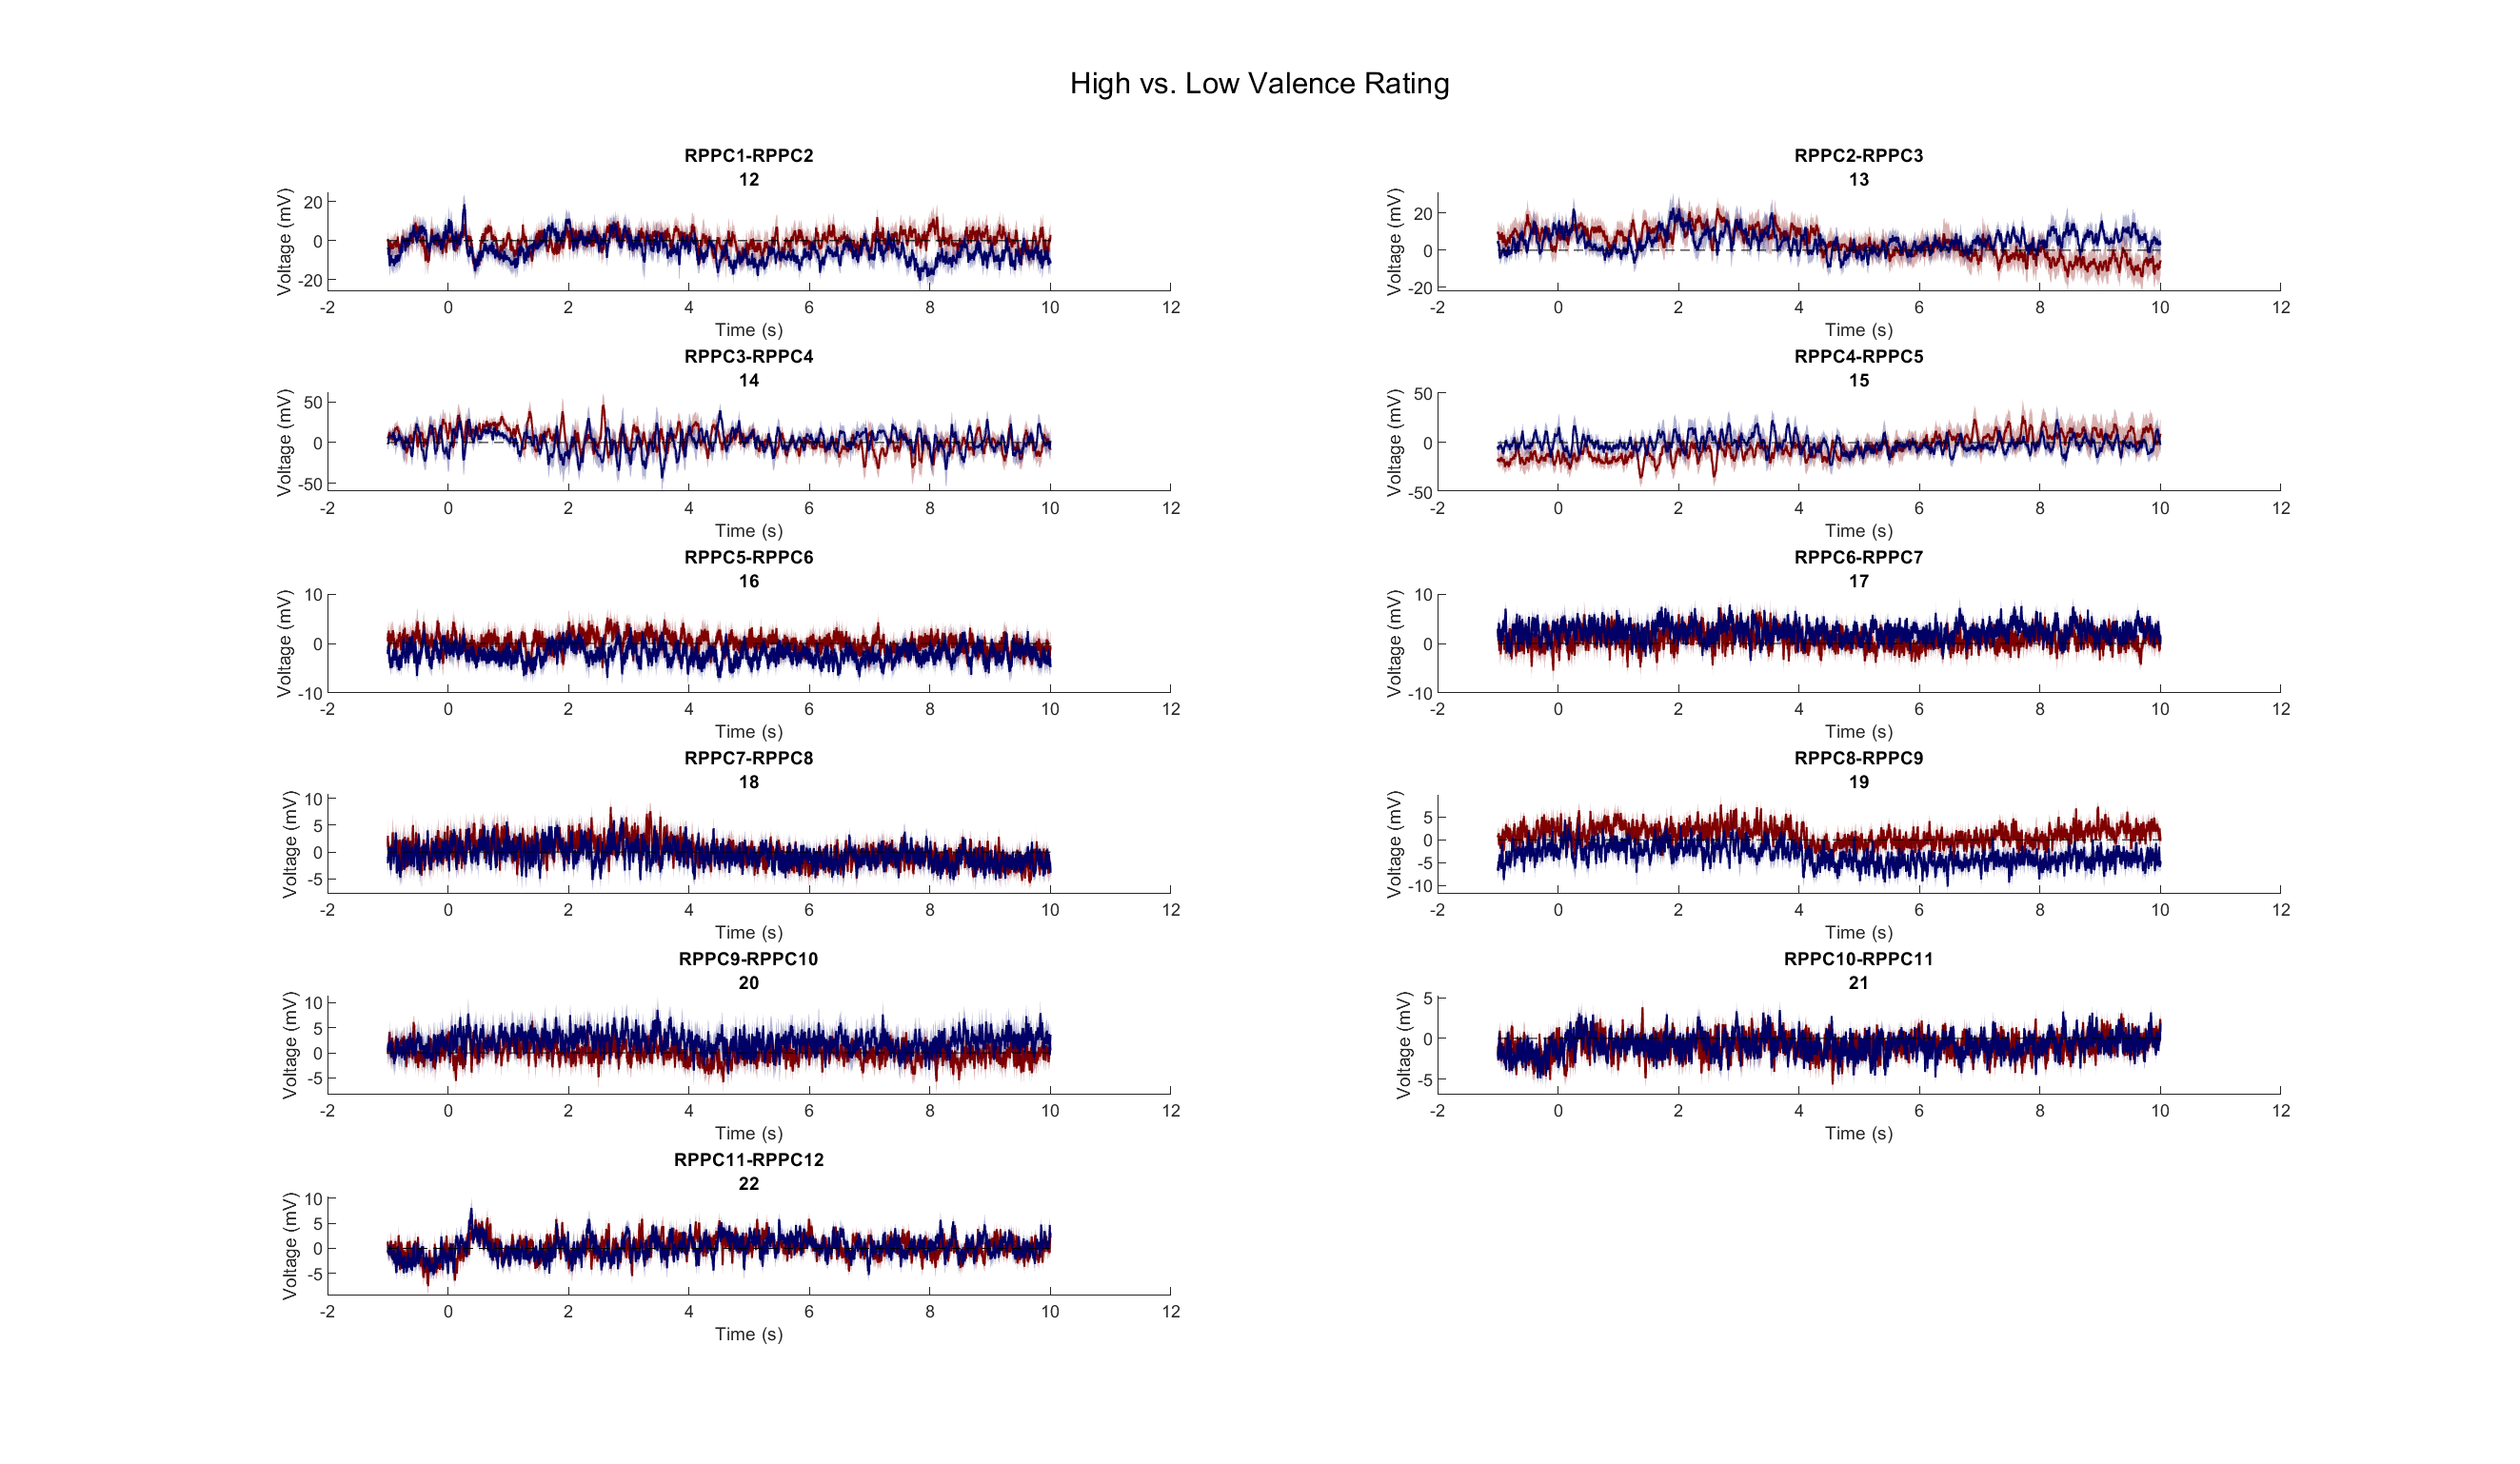 High vs. Low Valence Rating
RPPC1-RPPC2
12
Voltage (mV)
20
0
-20
-2 0 2 4 6 8 10 12
Time (s)
RPPC2-RPPC3
13
Voltage (mV)
20
0
-20
-2 0 2 4 6 8 10 12
Time (s)
RPPC3-RPPC4
14
Voltage (mV)
50
0
-50
-2 0 2 4 6 8 10 12
Time (s)
RPPC4-RPPC5
15
Voltage (mV)
50
0
-50
-2 0 2 4 6 8 10 12
Time (s)
RPPC5-RPPC6
16
Voltage (mV)
10
0
-10
-2 0 2 4 6 8 10 12
Time (s)
RPPC6-RPPC7
17
Voltage (mV)
10
0
-10
-2 0 2 4 6 8 10 12
Time (s)
RPPC7-RPPC8
18
Voltage (mV)
10
5
0
-5
-2 0 2 4 6 8 10 12
Time (s)
RPPC8-RPPC9
19
Voltage (mV)
5
0
-5
-10
-2 0 2 4 6 8 10 12
Time (s)
RPPC9-RPPC10
20
Voltage (mV)
10
5
0
-5
-2 0 2 4 6 8 10 12
Time (s)
RPPC10-RPPC11
21
Voltage (mV)
5
0
-5
-2 0 2 4 6 8 10 12
Time (s)
RPPC11-RPPC12
22
Voltage (mV)
10
5
0
-5
-2 0 2 4 6 8 10 12
Time (s)